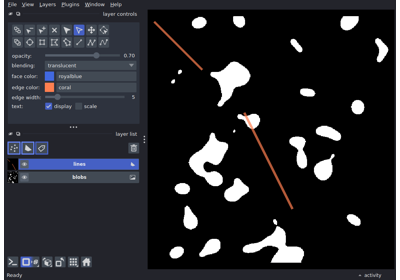 File View Layers Plugins Window Help
layer controls
opacity: 0.70
blending: translucent
face color: royalblue
edge color: coral
edge width: 5
text: display scale
layer list
lines
blobs
Ready activity